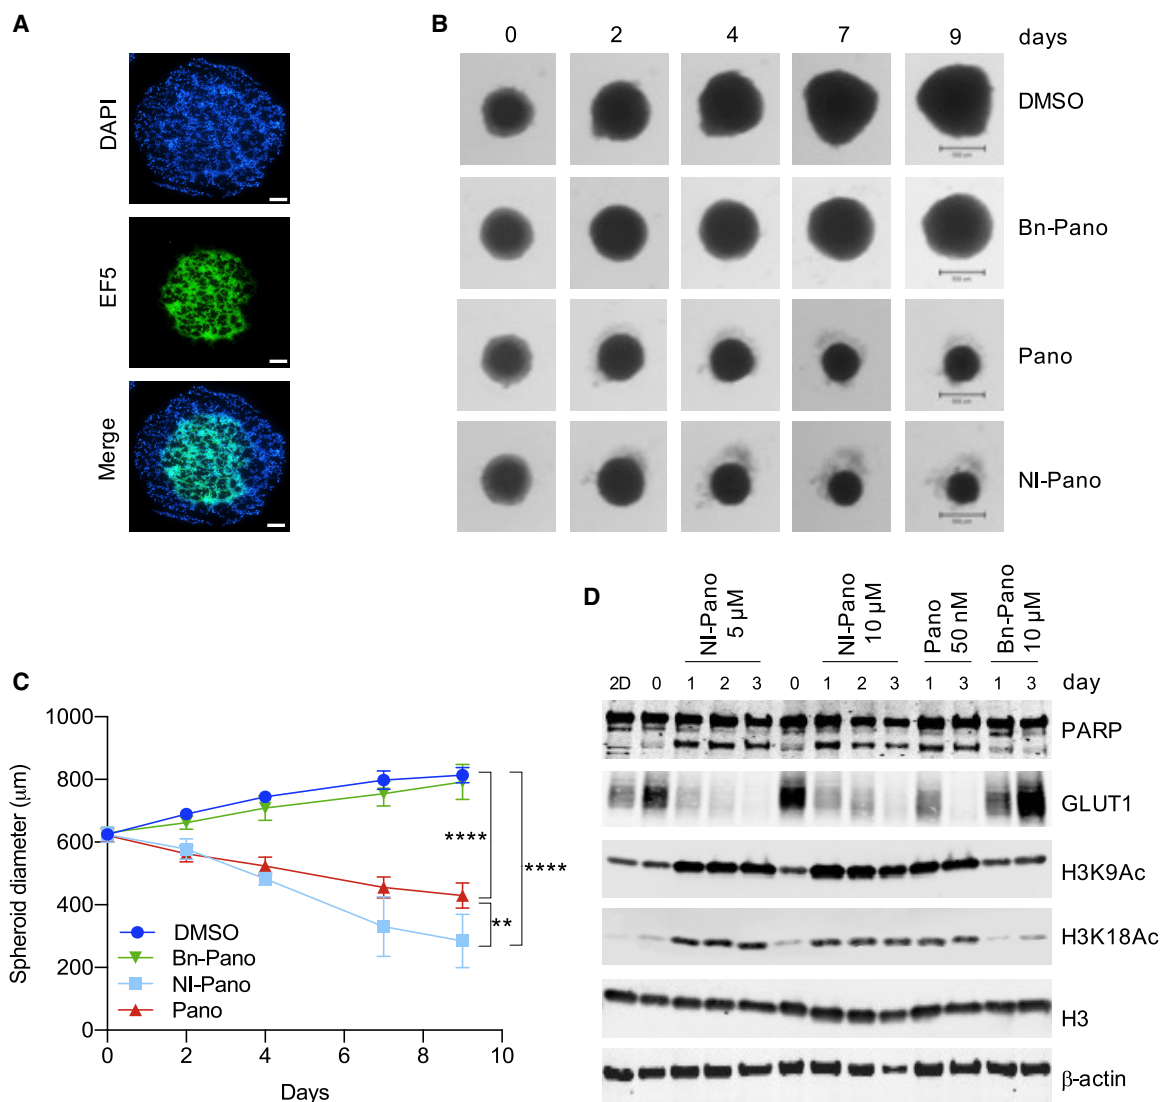 A
DAPI
EF5
Merge
B
0 2 4 7 9 days
DMSO
Bn-Pano
Pano
NI-Pano
C
Spheroid diameter (μm)
1000
800
600
400
200
0
0 2 4 6 8 10
Days
DMSO
Bn-Pano
NI-Pano
Pano
****
****
**
D
NI-Pano
5 μM
NI-Pano
10 μM
Pano
50 nM
Bn-Pano
10 μM
2D 0 1 2 3 0 1 2 3 1 3 1 3 day
PARP
GLUT1
H3K9Ac
H3K18Ac
H3
β-actin